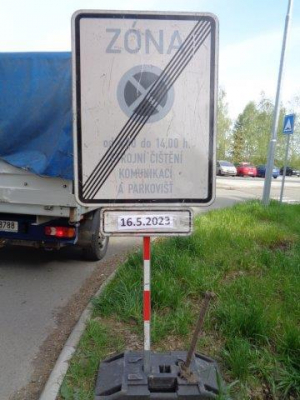 ZÓNA
do 14.00 h.
STROJNÍ ČIŠTĚNÍ
KOMUNIKACÍ
A PARKOVIŠŤ
16.5.2023